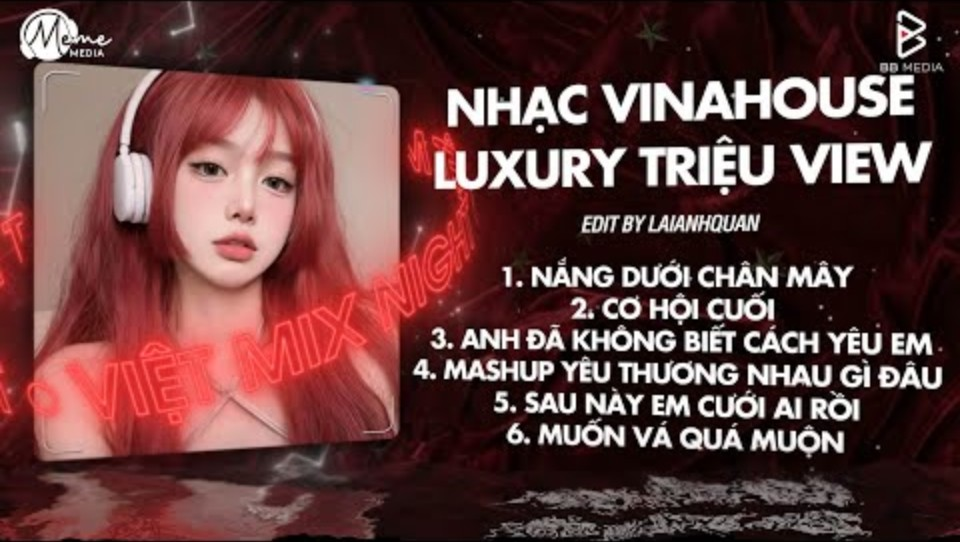 Meme
MEDIA
BB MEDIA
NHẠC VINAHOUSE
LUXURY TRIỆU VIEW
EDIT BY LAIANHQUAN
1. NẮNG DƯỚI CHÂN MÂY
2. CƠ HỘI CUỐI
3. ANH ĐÃ KHÔNG BIẾT CÁCH YÊU EM
4. MASHUP YÊU THƯƠNG NHAU GÌ ĐÂU
5. SAU NÀY EM CƯỚI AI RỒI
6. MUỐN VÁ QUÁ MUỘN
VIỆT MIX NIGHT